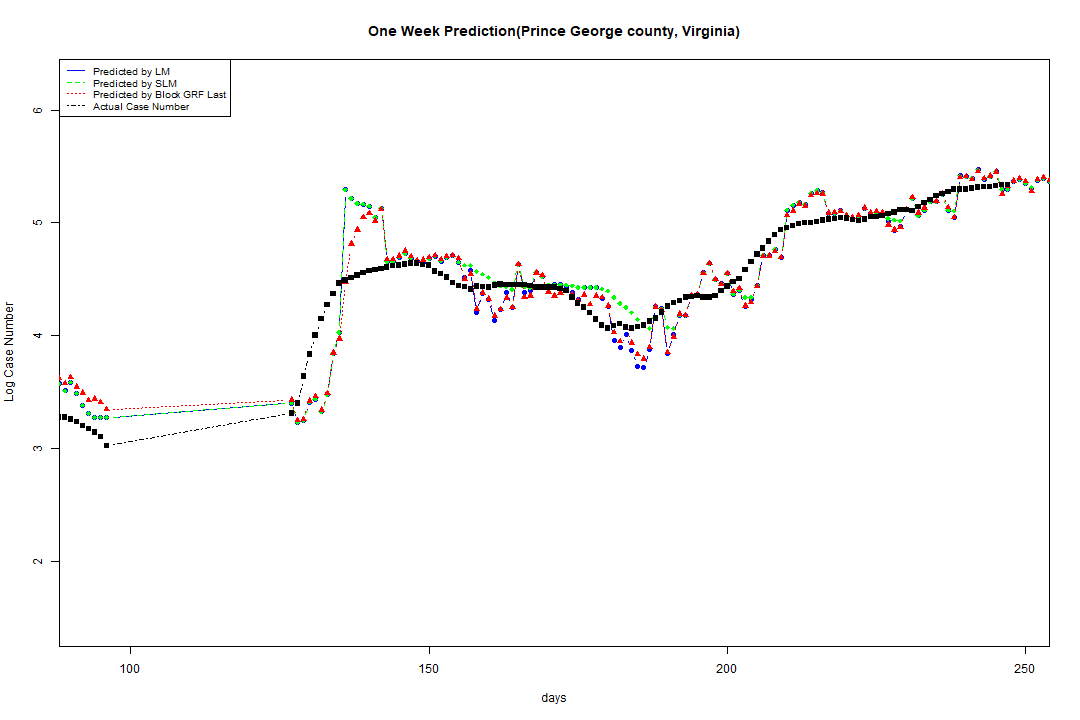 One Week Prediction(Prince George county, Virginia)
Predicted by LM
Predicted by SLM
Predicted by Block GRF Last
Actual Case Number
6
5
4
3
2
Log Case Number
100 150 200 250
days